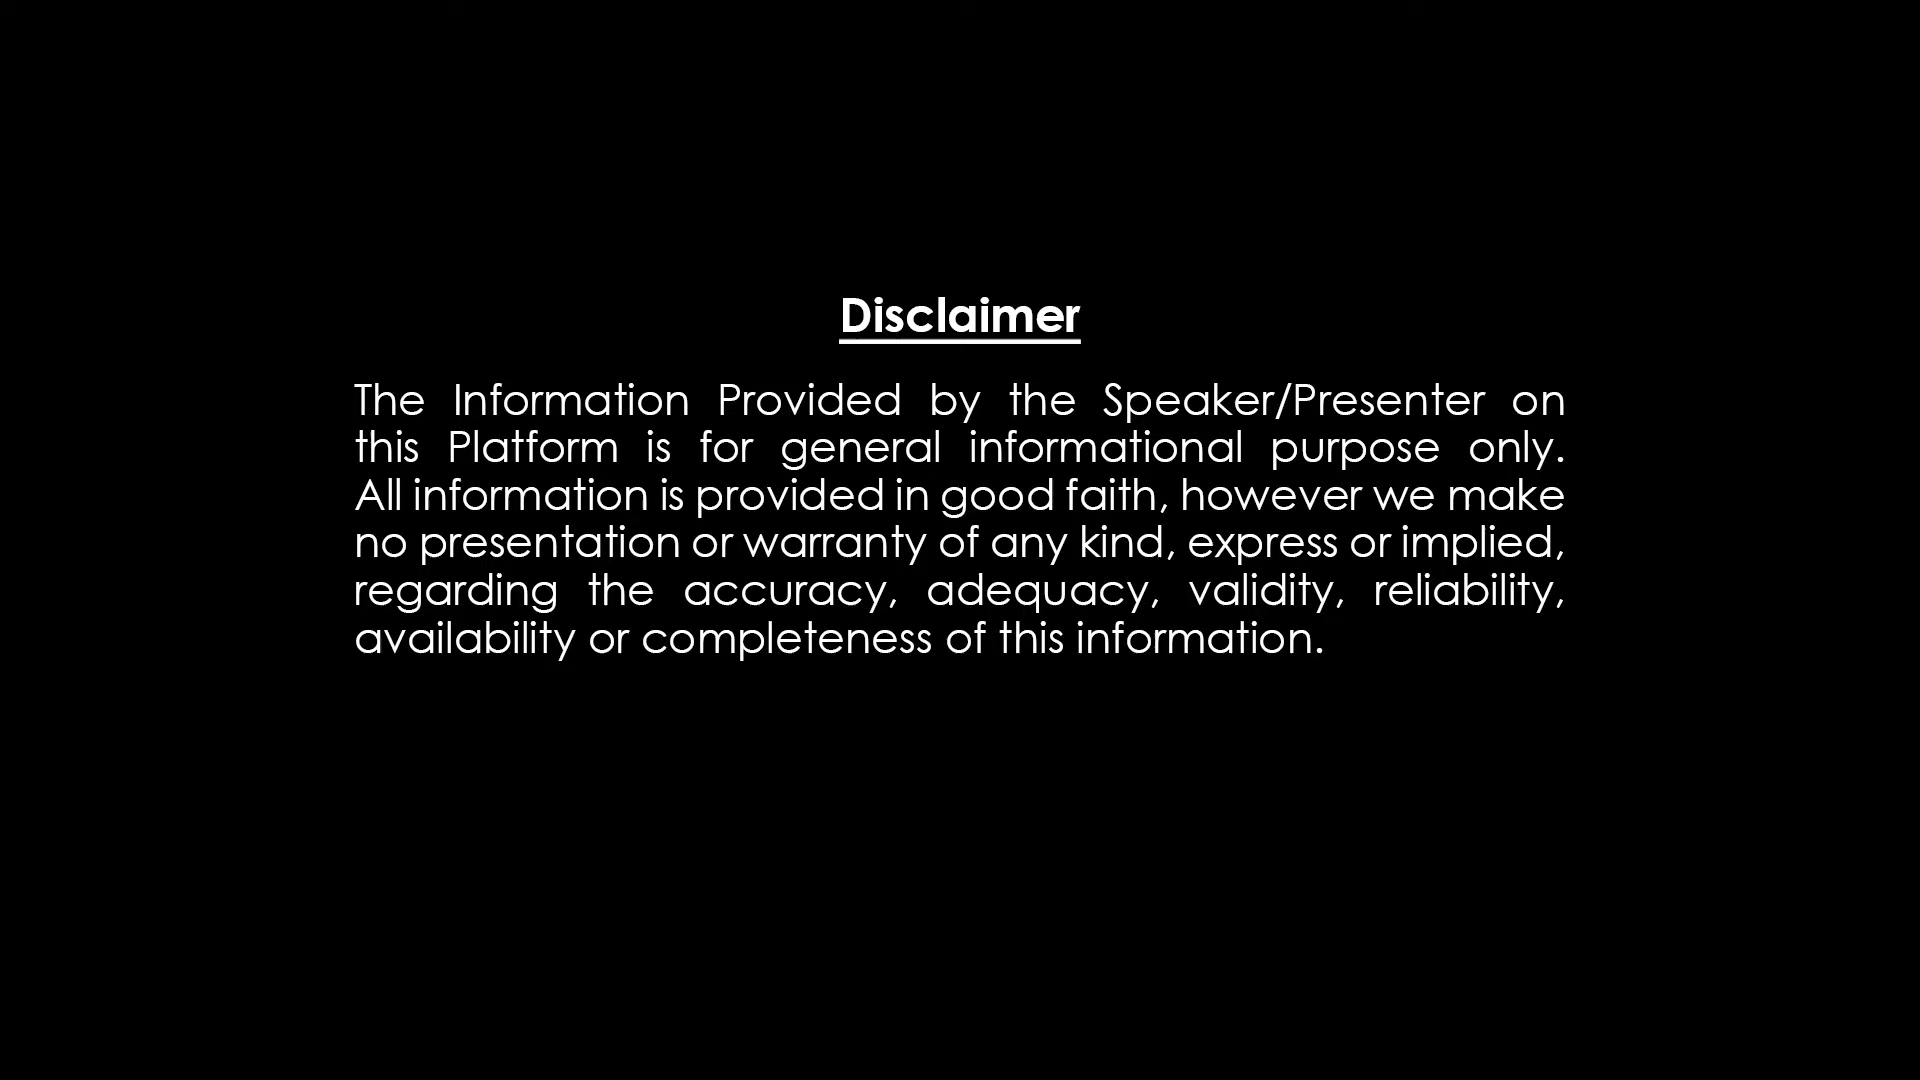 Disclaimer
The Information Provided by the Speaker/Presenter on
this Platform is for general informational purpose only.
All information is provided in good faith, however we make
no presentation or warranty of any kind, express or implied,
regarding the accuracy, adequacy, validity, reliability,
availability or completeness of this information.